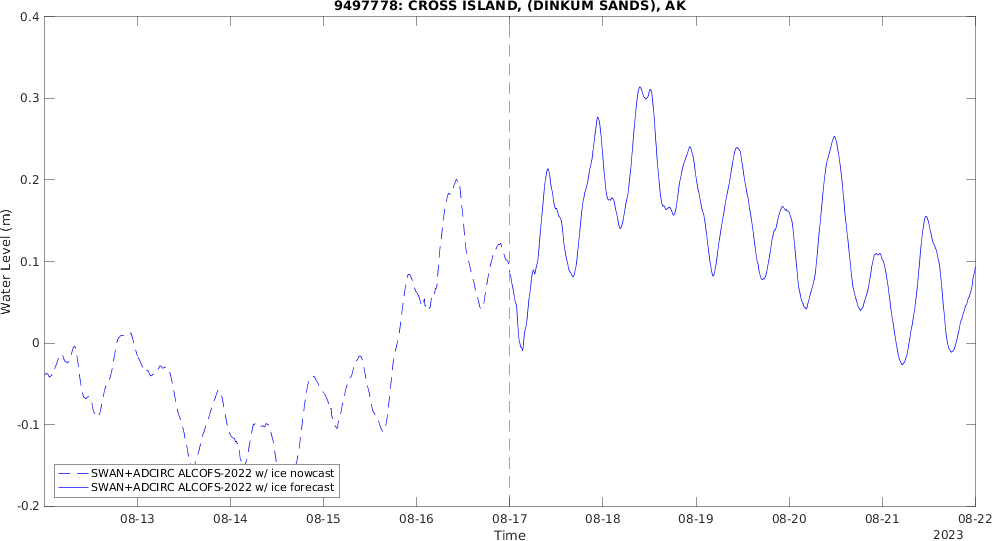 9497778: CROSS ISLAND, (DINKUM SANDS), AK
0.4
0.3
0.2
0.1
0
-0.1
-0.2
Water Level (m)
SWAN+ADCIRC ALCOFS-2022 w/ ice nowcast
SWAN+ADCIRC ALCOFS-2022 w/ ice forecast
08-13 08-14 08-15 08-16 08-17 08-18 08-19 08-20 08-21 08-22
Time
2023